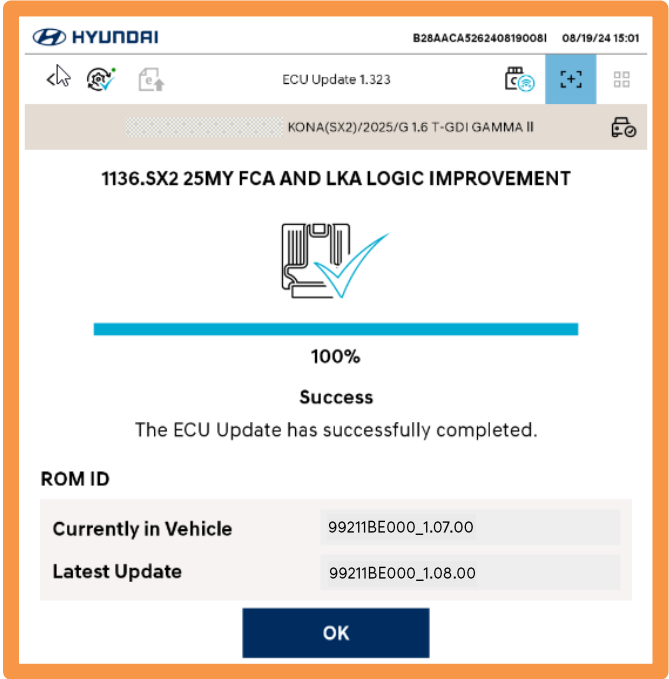 HYUNDAI B28AACA526240819008I 08/19/24 15:01
ECU Update 1.323
KONA(SX2)/2025/G 1.6 T-GDI GAMMA II
1136.SX2 25MY FCA AND LKA LOGIC IMPROVEMENT
100%
Success
The ECU Update has successfully completed.
ROM ID
Currently in Vehicle 99211BE000_1.07.00
Latest Update 99211BE000_1.08.00
OK